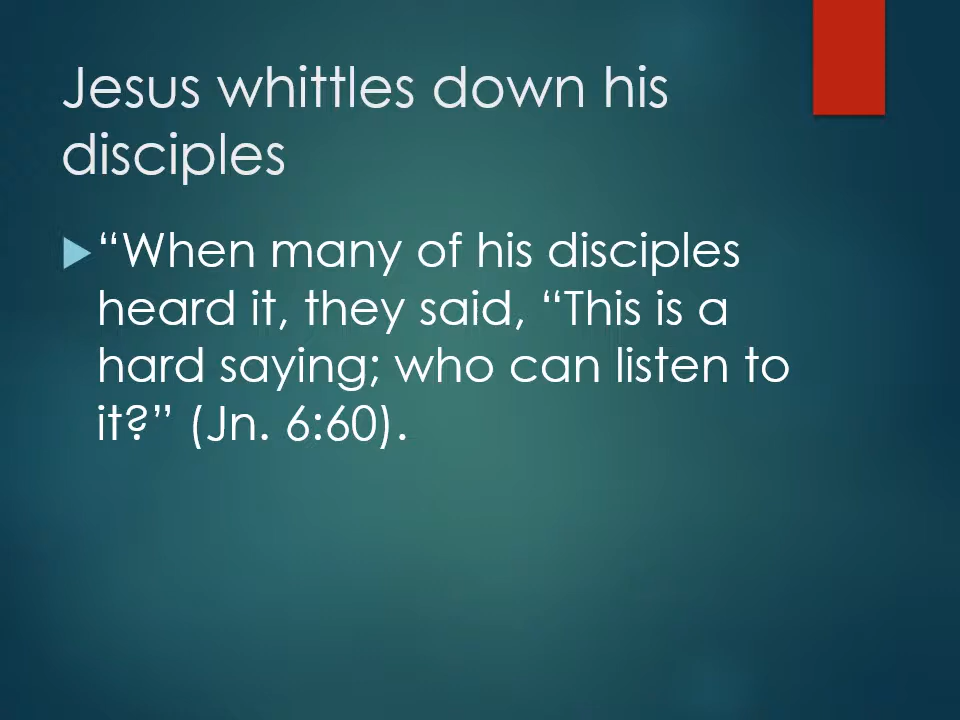 Jesus whittles down his
disciples
“When many of his disciples
heard it, they said, “This is a
hard saying; who can listen to
it?” (Jn. 6:60).